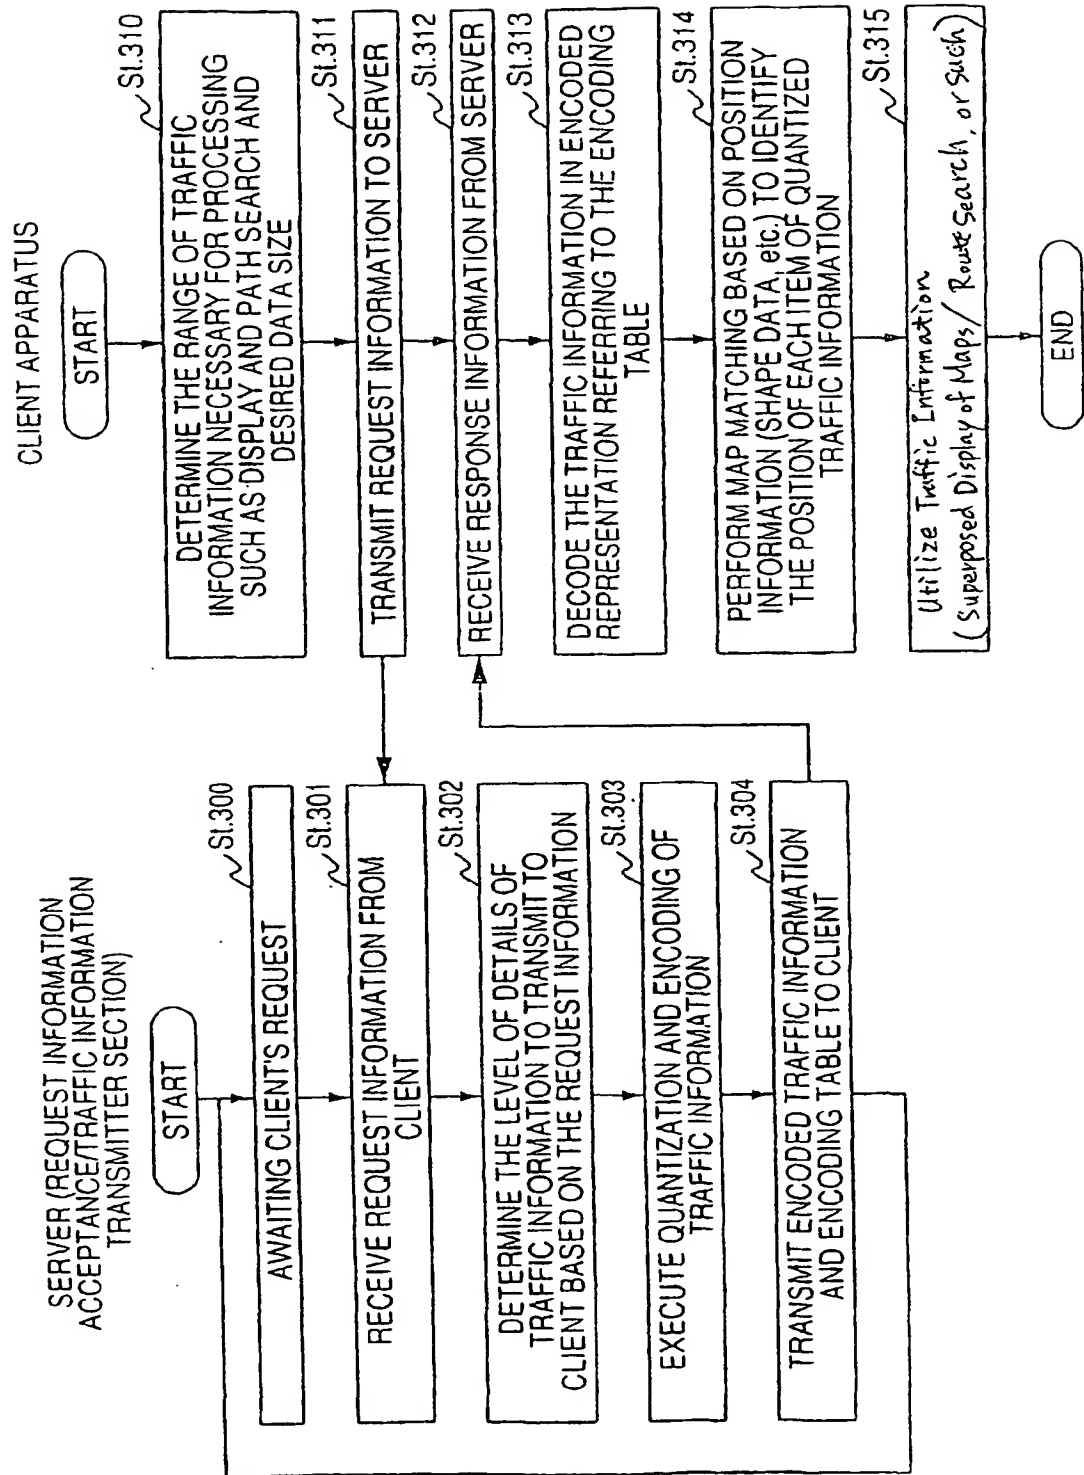 SERVER (REQUEST INFORMATION
ACCEPTANCE/TRAFFIC INFORMATION
TRANSMITTER SECTION)
START
St.300
AWAITING CLIENT'S REQUEST
St.301
RECEIVE REQUEST INFORMATION FROM
CLIENT
St.302
DETERMINE THE LEVEL OF DETAILS OF
TRAFFIC INFORMATION TO TRANSMIT TO
CLIENT BASED ON THE REQUEST INFORMATION
St.303
EXECUTE QUANTIZATION AND ENCODING OF
TRAFFIC INFORMATION
St.304
TRANSMIT ENCODED TRAFFIC INFORMATION
AND ENCODING TABLE TO CLIENT
CLIENT APPARATUS
START
St.310
DETERMINE THE RANGE OF TRAFFIC
INFORMATION NECESSARY FOR PROCESSING
SUCH AS DISPLAY AND PATH SEARCH AND
DESIRED DATA SIZE
St.311
TRANSMIT REQUEST INFORMATION TO SERVER
St.312
RECEIVE RESPONSE INFORMATION FROM SERVER
St.313
DECODE THE TRAFFIC INFORMATION IN ENCODED
REPRESENTATION REFERRING TO THE ENCODING
TABLE
St.314
PERFORM MAP MATCHING BASED ON POSITION
INFORMATION (SHAPE DATA, etc.) TO IDENTIFY
THE POSITION OF EACH ITEM OF QUANTIZED
TRAFFIC INFORMATION
St.315
Utilize Traffic Information
(Superposed Display of Maps/Route Search, or Such)
END